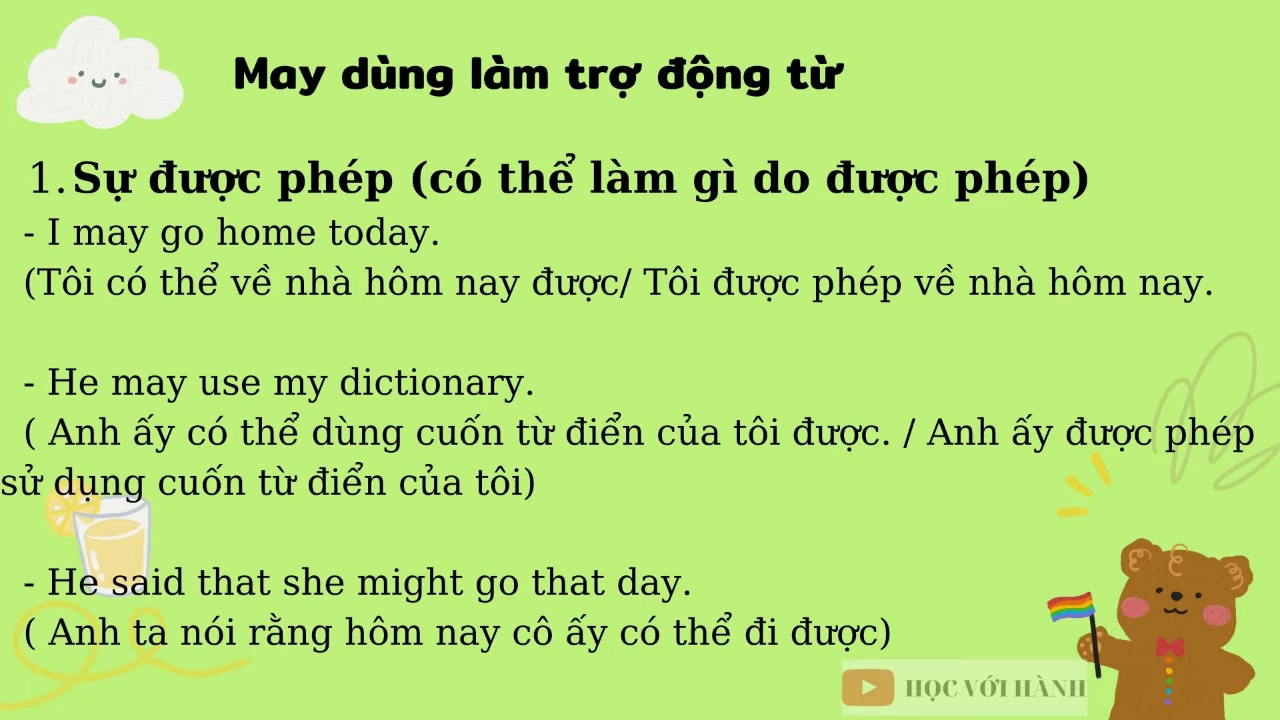 May dùng làm trợ động từ
1. Sự được phép (có thể làm gì do được phép)
- I may go home today.
(Tôi có thể về nhà hôm nay được/ Tôi được phép về nhà hôm nay.
- He may use my dictionary.
( Anh ấy có thể dùng cuốn từ điển của tôi được. / Anh ấy được phép
sử dụng cuốn từ điển của tôi)
- He said that she might go that day.
( Anh ta nói rằng hôm nay cô ấy có thể đi được)
HỌC VỚI HÀNH